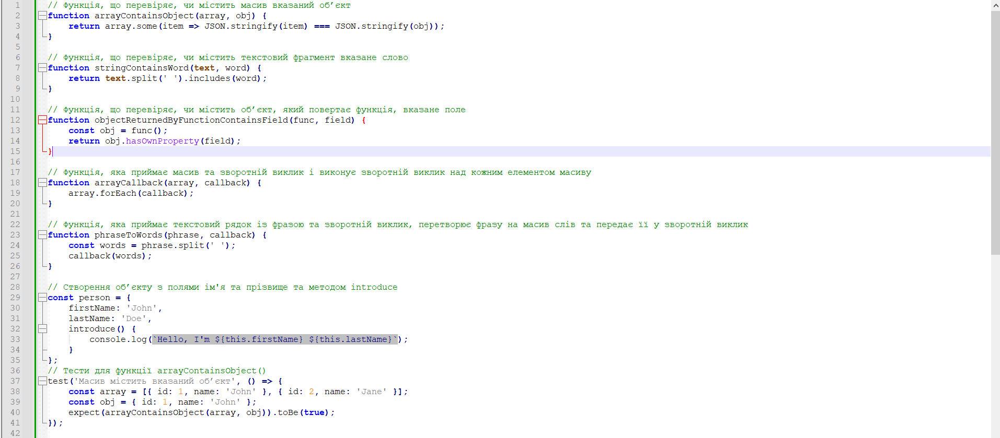 1 // Функція, що перевіряє, чи містить масив вказаний об’єкт
2 function arrayContainsObject(array, obj) {
3     return array.some(item => JSON.stringify(item) === JSON.stringify(obj));
4 }
5
6 // Функція, що перевіряє, чи містить текстовий фрагмент вказане слово
7 function stringContainsWord(text, word) {
8     return text.split(' ').includes(word);
9 }
10
11 // Функція, що перевіряє, чи містить об’єкт, який повертає функція, вказане поле
12 function objectReturnedByFunctionContainsField(func, field) {
13     const obj = func();
14     return obj.hasOwnProperty(field);
15 }
16
17 // Функція, яка приймає масив та зворотній виклик і виконує зворотній виклик над кожним елементом масиву
18 function arrayCallback(array, callback) {
19     array.forEach(callback);
20 }
21
22 // Функція, яка приймає текстовий рядок із фразою та зворотній виклик, перетворює фразу на масив слів та передає її у зворотній виклик
23 function phraseToWords(phrase, callback) {
24     const words = phrase.split(' ');
25     callback(words);
26 }
27
28 // Створення об’єкту з полями ім'я та прізвище та методом introduce
29 const person = {
30     firstName: 'John',
31     lastName: 'Doe',
32     introduce() {
33         console.log(`Hello, I'm ${this.firstName} ${this.lastName}`);
34     }
35 };
36 // Тести для функції arrayContainsObject()
37 test('Масив містить вказаний об’єкт', () => {
38     const array = [{ id: 1, name: 'John' }, { id: 2, name: 'Jane' }];
39     const obj = { id: 1, name: 'John' };
40     expect(arrayContainsObject(array, obj)).toBe(true);
41 });
42